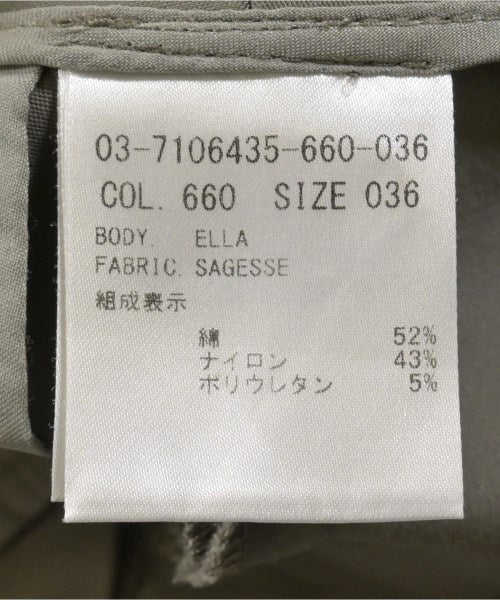 03-7106435-660-036
COL. 660 SIZE 036
BODY. ELLA
FABRIC. SAGESSE
組成表示
綿 52%
ナイロン 43%
ポリウレタン 5%